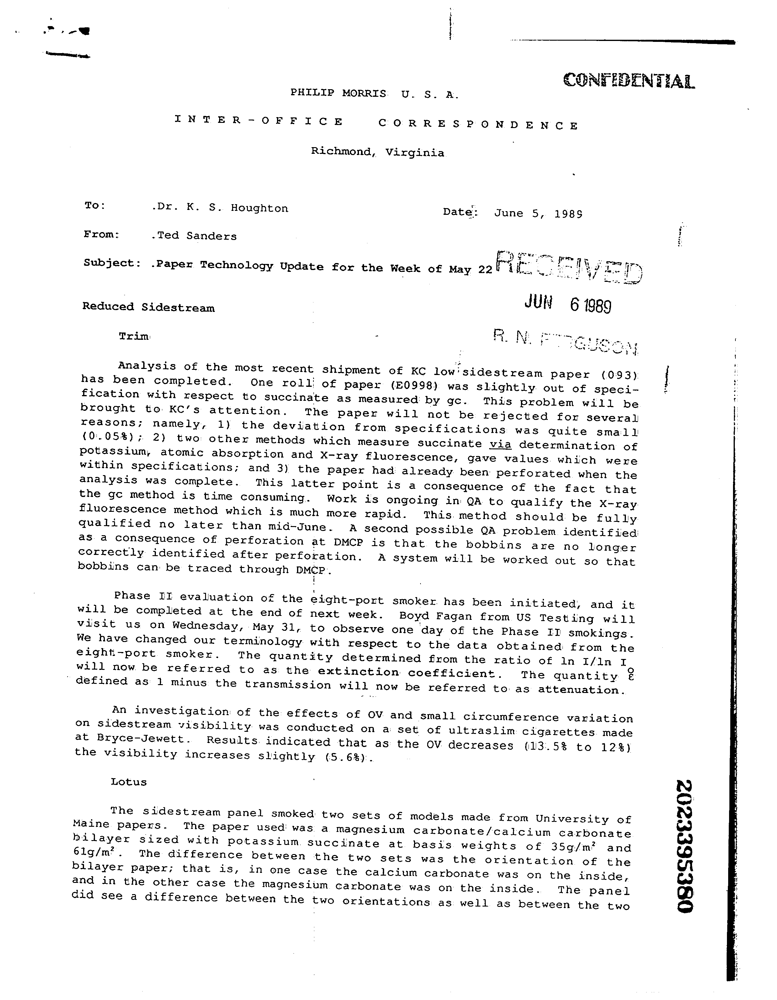 CONFIDENTIAL
PHILIP MORRIS U. S. A.
INTER-OFFICE CORRESPONDENCE
Richmond, Virginia
To: .Dr. K. S. Houghton
Date: June 5, 1989
From: .Ted Sanders
Subject: .Paper Technology Update for the Week of May 22
RECEIVED
JUN 6 1989
R. N. FERGUSON
Reduced Sidestream
Trim
Analysis of the most recent shipment of KC low sidestream paper (093)
has been completed. One roll of paper (E0998) was slightly out of speci-
fication with respect to succinate as measured by gc. This problem will be
brought to KC's attention. The paper will not be rejected for several
reasons; namely, 1) the deviation from specifications was quite small
(0.05%); 2) two other methods which measure succinate via determination of
potassium, atomic absorption and X-ray fluorescence, gave values which were
within specifications; and 3) the paper had already been perforated when the
analysis was complete. This latter point is a consequence of the fact that
the gc method is time consuming. Work is ongoing in QA to qualify the X-ray
fluorescence method which is much more rapid. This method should be fully
qualified no later than mid-June. A second possible QA problem identified
as a consequence of perforation at DMCP is that the bobbins are no longer
correctly identified after perforation. A system will be worked out so that
bobbins can be traced through DMCP.
Phase II evaluation of the eight-port smoker has been initiated, and it
will be completed at the end of next week. Boyd Fagan from US Testing will
visit us on Wednesday, May 31, to observe one day of the Phase II smokings.
We have changed our terminology with respect to the data obtained from the
eight-port smoker. The quantity determined from the ratio of ln I/ln I
will now be referred to as the extinction coefficient. The quantity
defined as 1 minus the transmission will now be referred to as attenuation.
An investigation of the effects of OV and small circumference variation
on sidestream visibility was conducted on a set of ultraslim cigarettes made
at Bryce-Jewett. Results indicated that as the OV decreases (13.5% to 12%)
the visibility increases slightly (5.6%).
Lotus
The sidestream panel smoked two sets of models made from University of
Maine papers. The paper used was a magnesium carbonate/calcium carbonate
bilayer sized with potassium succinate at basis weights of 35g/m² and
61g/m². The difference between the two sets was the orientation of the
bilayer paper; that is, in one case the calcium carbonate was on the inside,
and in the other case the magnesium carbonate was on the inside. The panel
did see a difference between the two orientations as well as between the two
2023395380